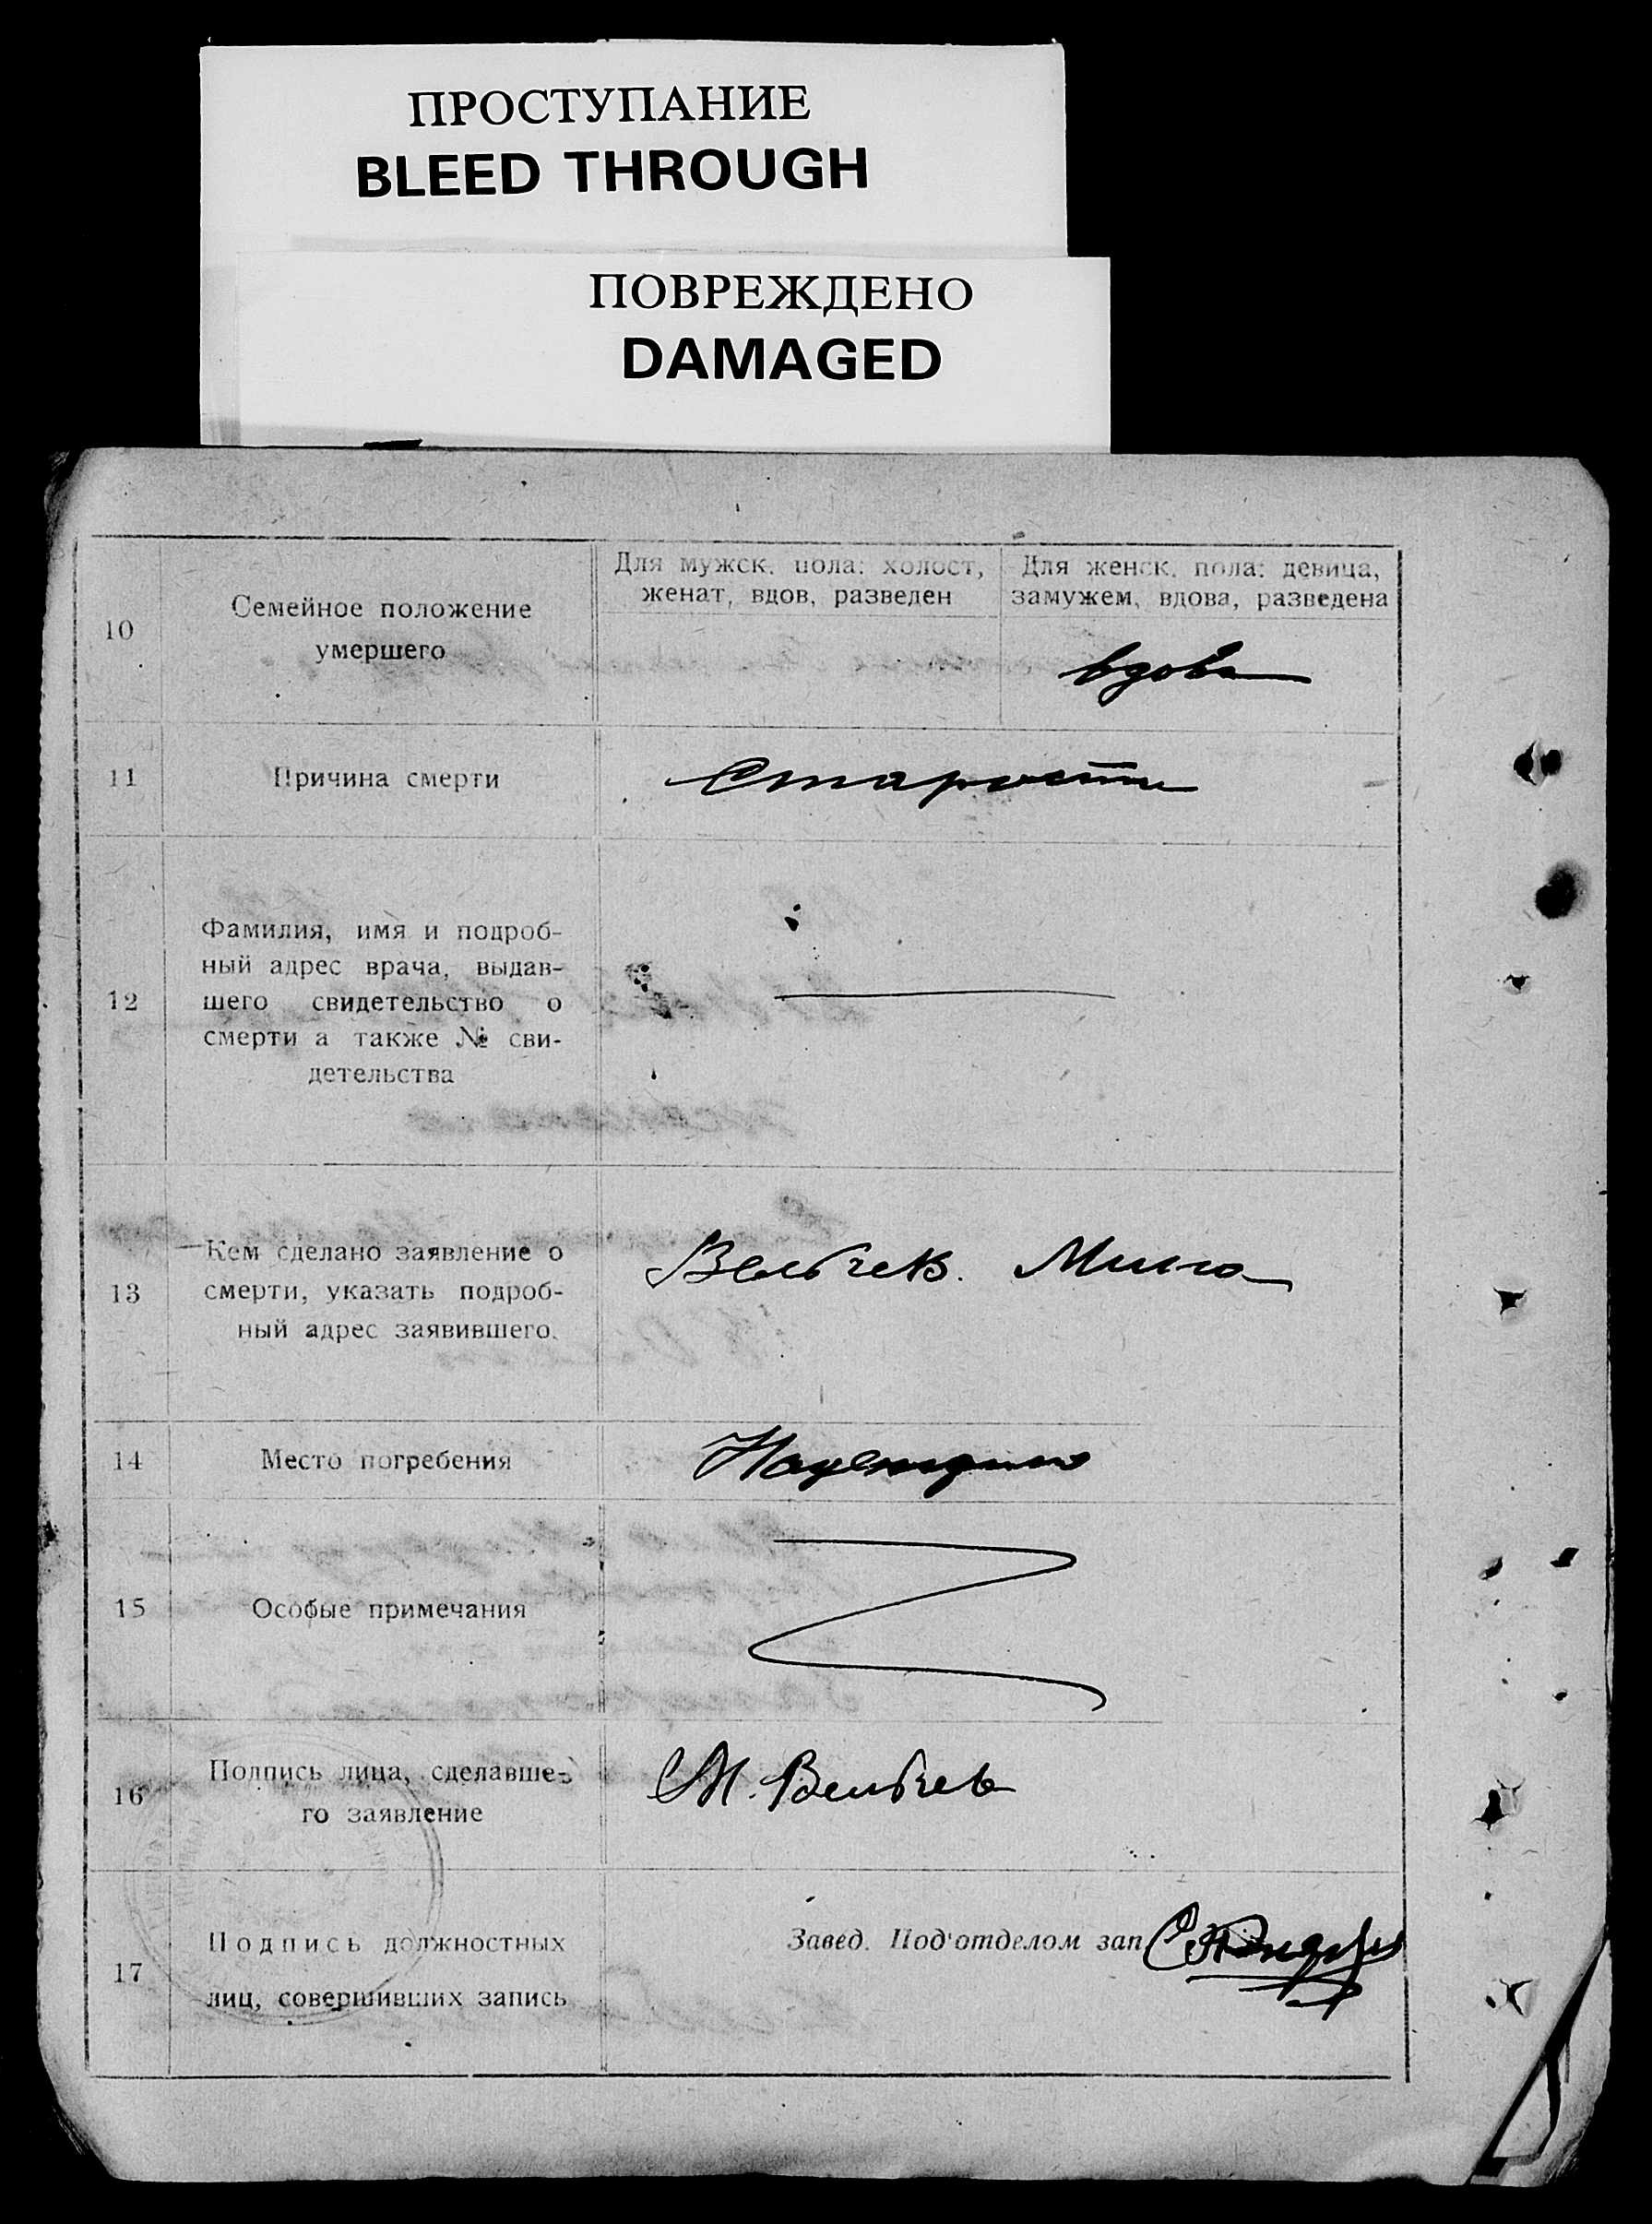 ПРОСТУПАНИЕ
BLEED THROUGH
ПОВРЕЖДЕНО
DAMAGED
10
Семейное положение
умершего
Для мужск. пола: холост,
женат, вдов, разведен
Для женск. пола: девица,
замужем, вдова, разведена
вдова
11
Причина смерти
Старости
12
Фамилия, имя и подроб-
ный адрес врача, выдав-
шего свидетельство о
смерти а также № сви-
детельства
13
Кем сделано заявление о
смерти, указать подроб-
ный адрес заявившего.
14
Место погребения
15
Особые примечания
16
Подпись лица, сделавше-
го заявление
М.
17
Подпись должностных
лиц, совершивших запись
Завед. Под'отделом зап